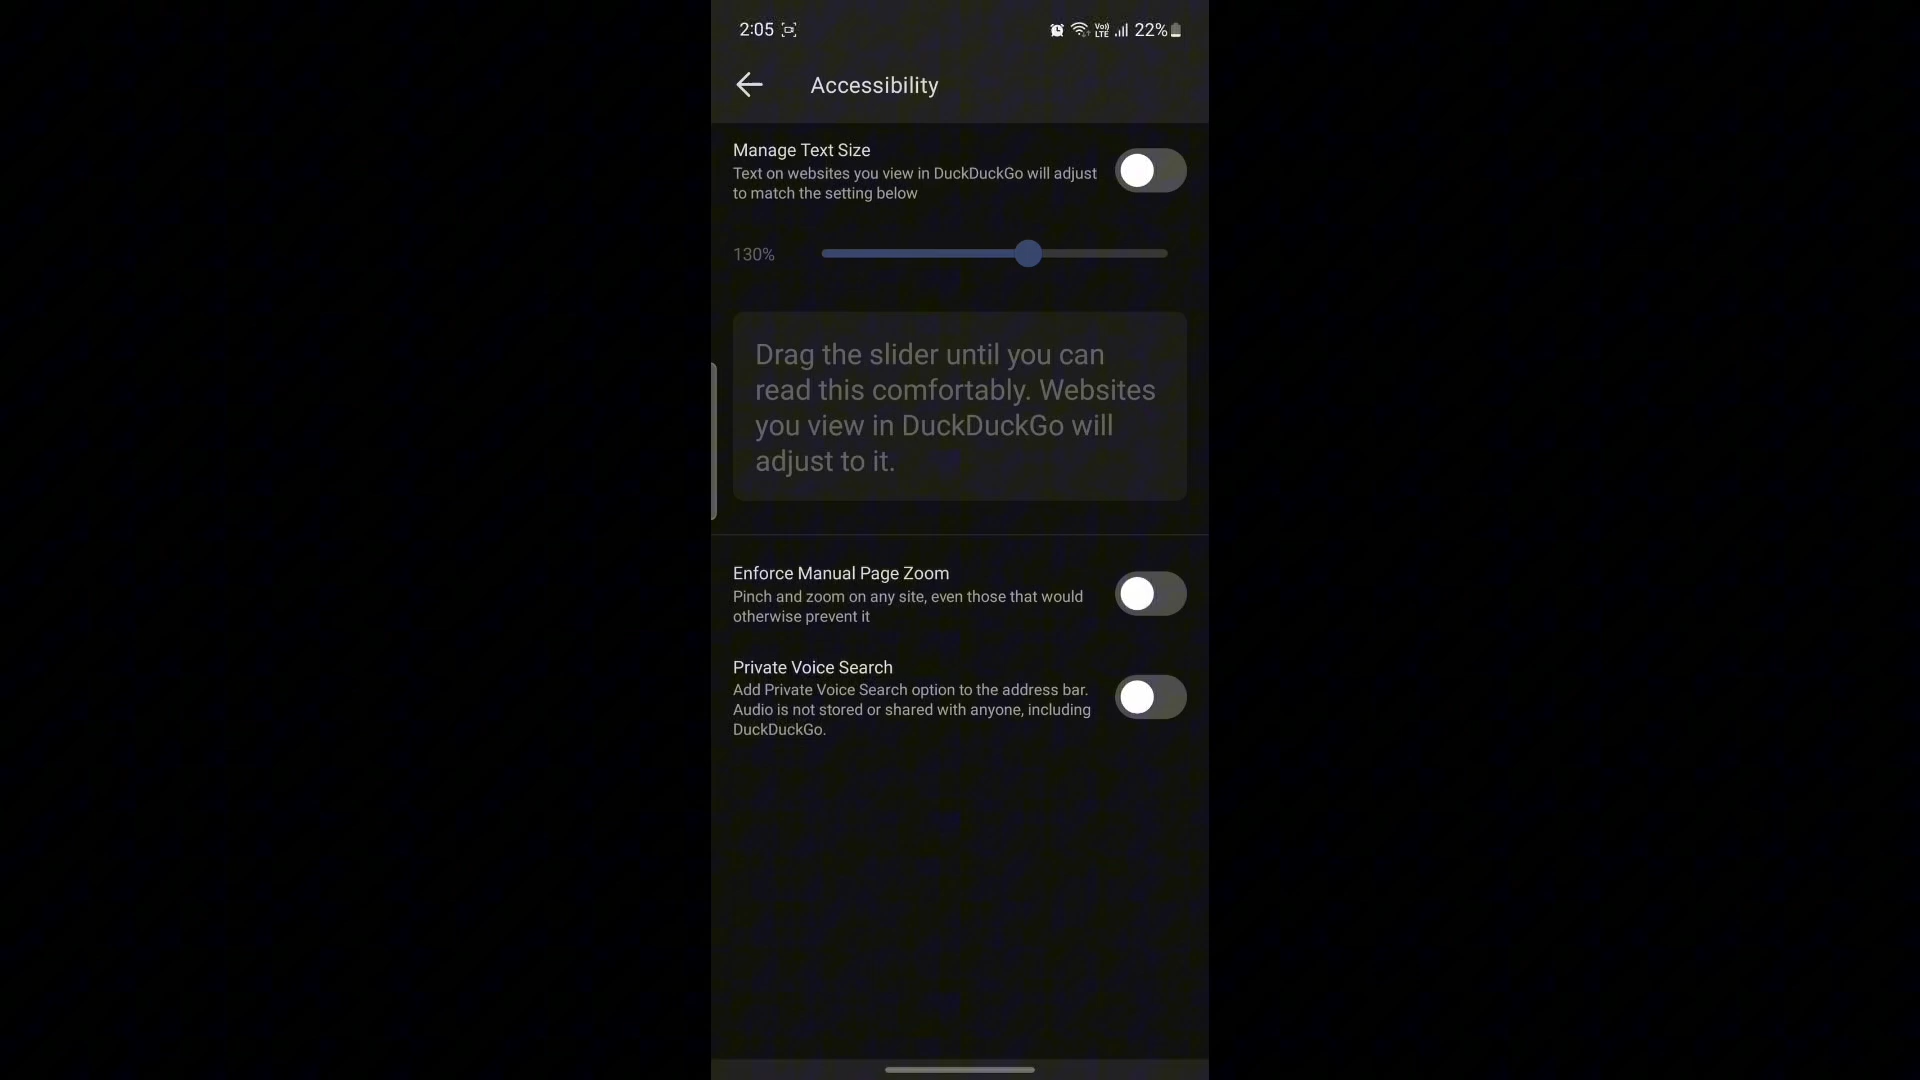 2:05
Vo)) LTE 22%
Accessibility
Manage Text Size
Text on websites you view in DuckDuckGo will adjust
to match the setting below
130%
Drag the slider until you can
read this comfortably. Websites
you view in DuckDuckGo will
adjust to it.
Enforce Manual Page Zoom
Pinch and zoom on any site, even those that would
otherwise prevent it
Private Voice Search
Add Private Voice Search option to the address bar.
Audio is not stored or shared with anyone, including
DuckDuckGo.